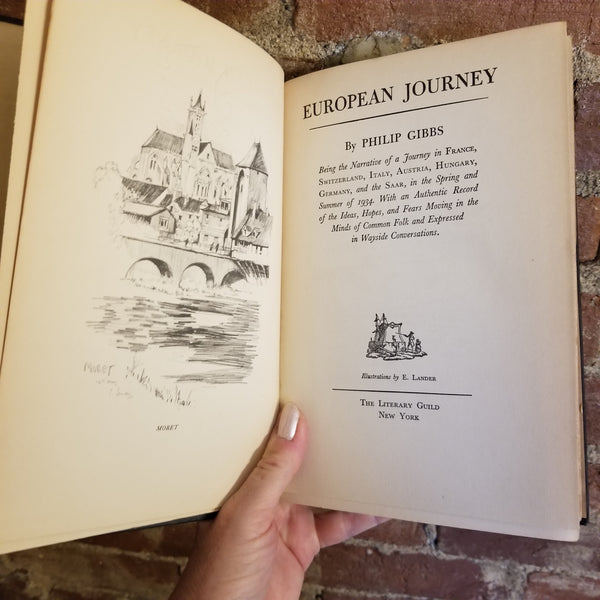 MORET
MORET
EUROPEAN JOURNEY
By PHILIP GIBBS
Being the Narrative of a Journey in FRANCE,
SWITZERLAND, ITALY, AUSTRIA, HUNGARY,
GERMANY, and the SAAR, in the Spring and
Summer of 1934. With an Authentic Record
of the Ideas, Hopes, and Fears Moving in the
Minds of Common Folk and Expressed
in Wayside Conversations.
Illustrations by E. LANDER
THE LITERARY GUILD
NEW YORK